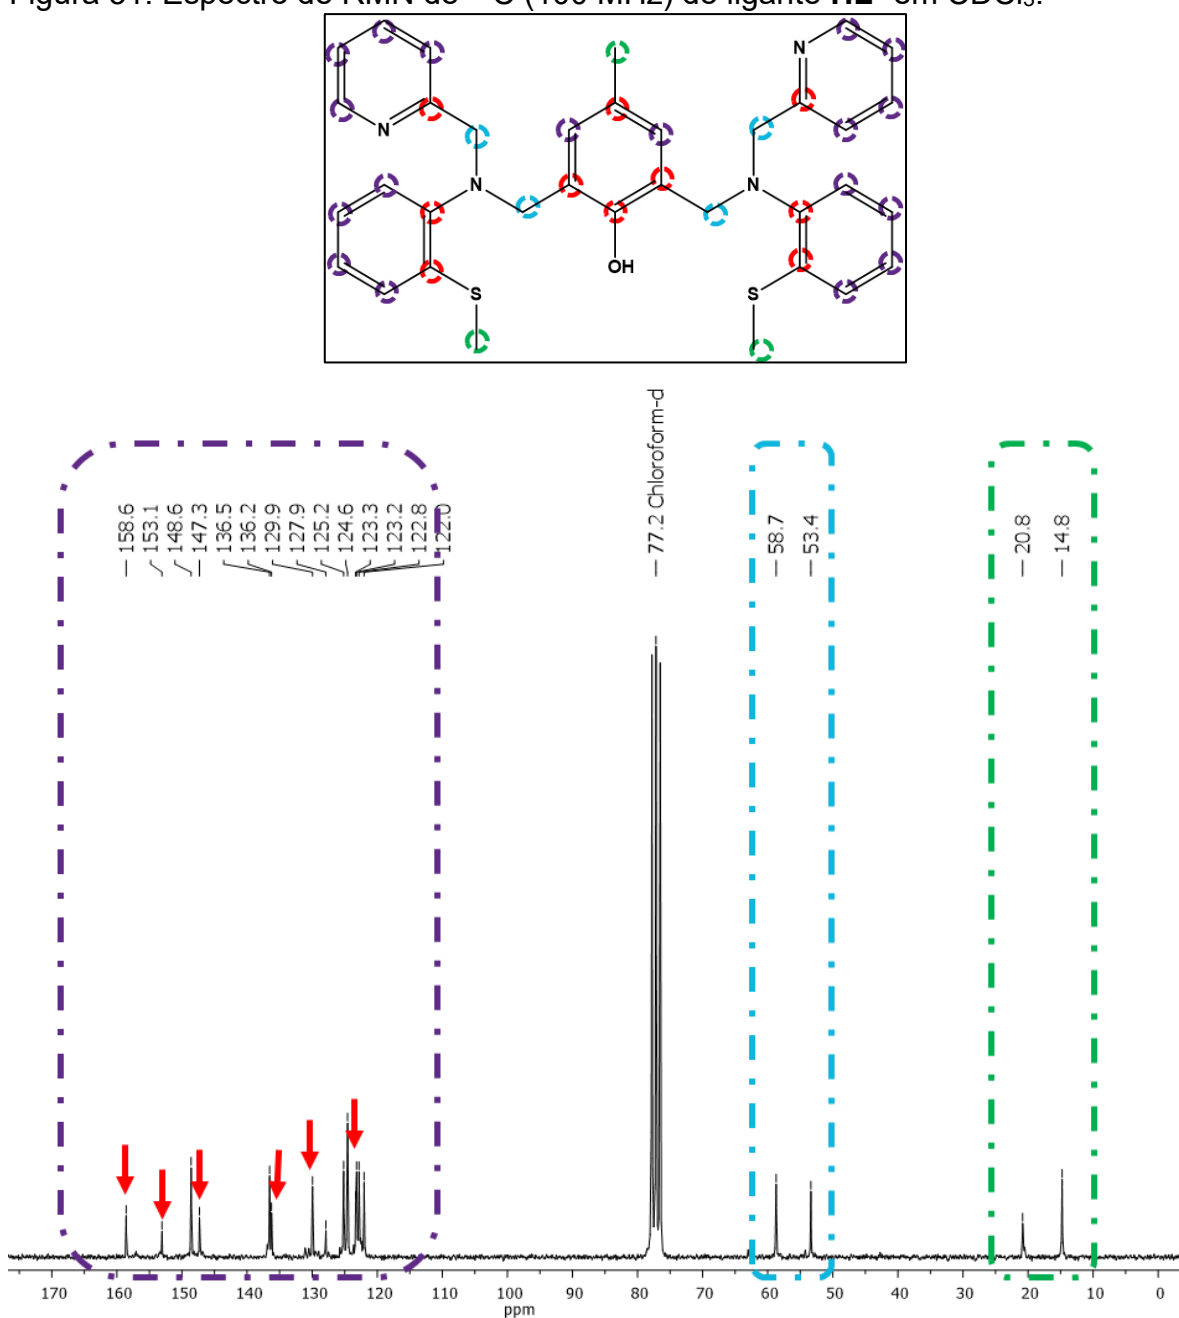 Figura Espectro de RMN de C MHz) do ligante em CDCl₃.
N
N
N
N
OH
S
S
158.6
153.1
148.6
147.3
136.5
136.2
129.9
127.9
125.2
124.6
123.3
123.2
122.8
122.0
77.2 Chloroform-d
58.7
53.4
20.8
14.8
170 160 150 140 130 120 110 100 90 80 70 60 50 40 30 20 10 0
ppm